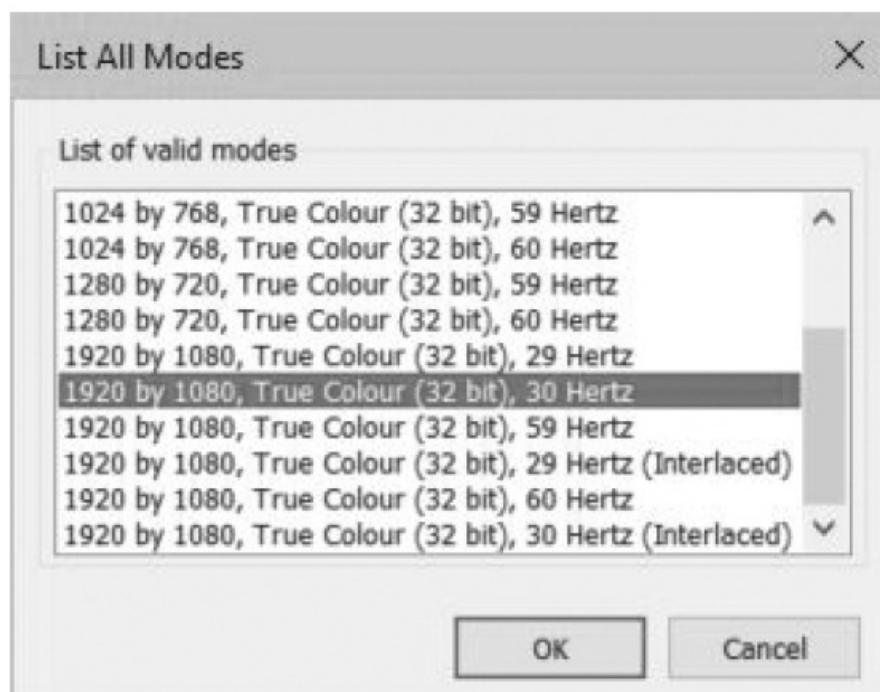 List All Modes
List of valid modes
1024 by 768, True Colour (32 bit), 59 Hertz
1024 by 768, True Colour (32 bit), 60 Hertz
1280 by 720, True Colour (32 bit), 59 Hertz
1280 by 720, True Colour (32 bit), 60 Hertz
1920 by 1080, True Colour (32 bit), 29 Hertz
1920 by 1080, True Colour (32 bit), 30 Hertz
1920 by 1080, True Colour (32 bit), 59 Hertz
1920 by 1080, True Colour (32 bit), 29 Hertz (Interlaced)
1920 by 1080, True Colour (32 bit), 60 Hertz
1920 by 1080, True Colour (32 bit), 30 Hertz (Interlaced)
OK Cancel